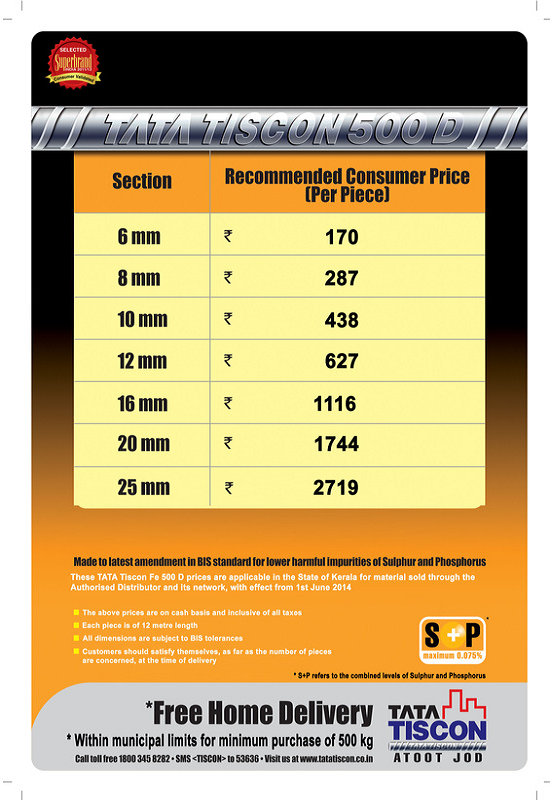 SELECTED
Superbrand
Consumer Validated
TATA TISCON 500 D
Section
Recommended Consumer Price
(Per Piece)
6 mm ₹ 170
8 mm ₹ 287
10 mm ₹ 438
12 mm ₹ 627
16 mm ₹ 1116
20 mm ₹ 1744
25 mm ₹ 2719
Made to latest amendment in BIS standard for lower harmful impurities of Sulphur and Phosphorus
These TATA Tiscon Fe 500 D prices are applicable in the State of Kerala for material sold through the
Authorised Distributor and its network, with effect from 1st June 2014
The above prices are on cash basis and inclusive of all taxes
Each piece is of 12 metre length
All dimensions are subject to BIS tolerances
Customers should satisfy themselves, as far as the number of pieces
are concerned, at the time of delivery
S+P*
maximum 0.075%
* S+P refers to the combined levels of Sulphur and Phosphorus
*Free Home Delivery
* Within municipal limits for minimum purchase of 500 kg
Call toll free 1800 345 8282 • SMS <TISCON> to 53636 • Visit us at www.tatatiscon.co.in
TATA
TISCON
ATOOT JOD